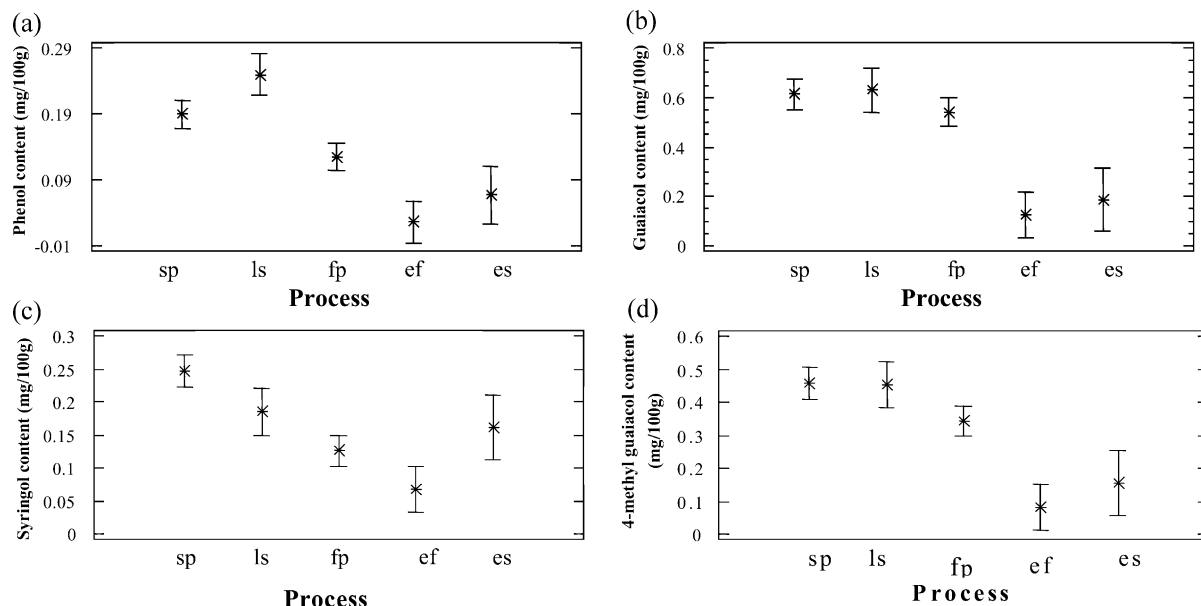 (a)
Phenol content (mg/100g)
0.29
0.19
0.09
-0.01
sp ls fp ef es
Process
(b)
Guaiacol content (mg/100g)
0.8
0.6
0.4
0.2
0
sp ls fp ef es
Process
(c)
Syringol content (mg/100g)
0.3
0.25
0.2
0.15
0.1
0.05
0
sp ls fp ef es
Process
(d)
4-methyl guaiacol content
(mg/100g)
0.6
0.5
0.4
0.3
0.2
0.1
0
sp ls fp ef es
Process